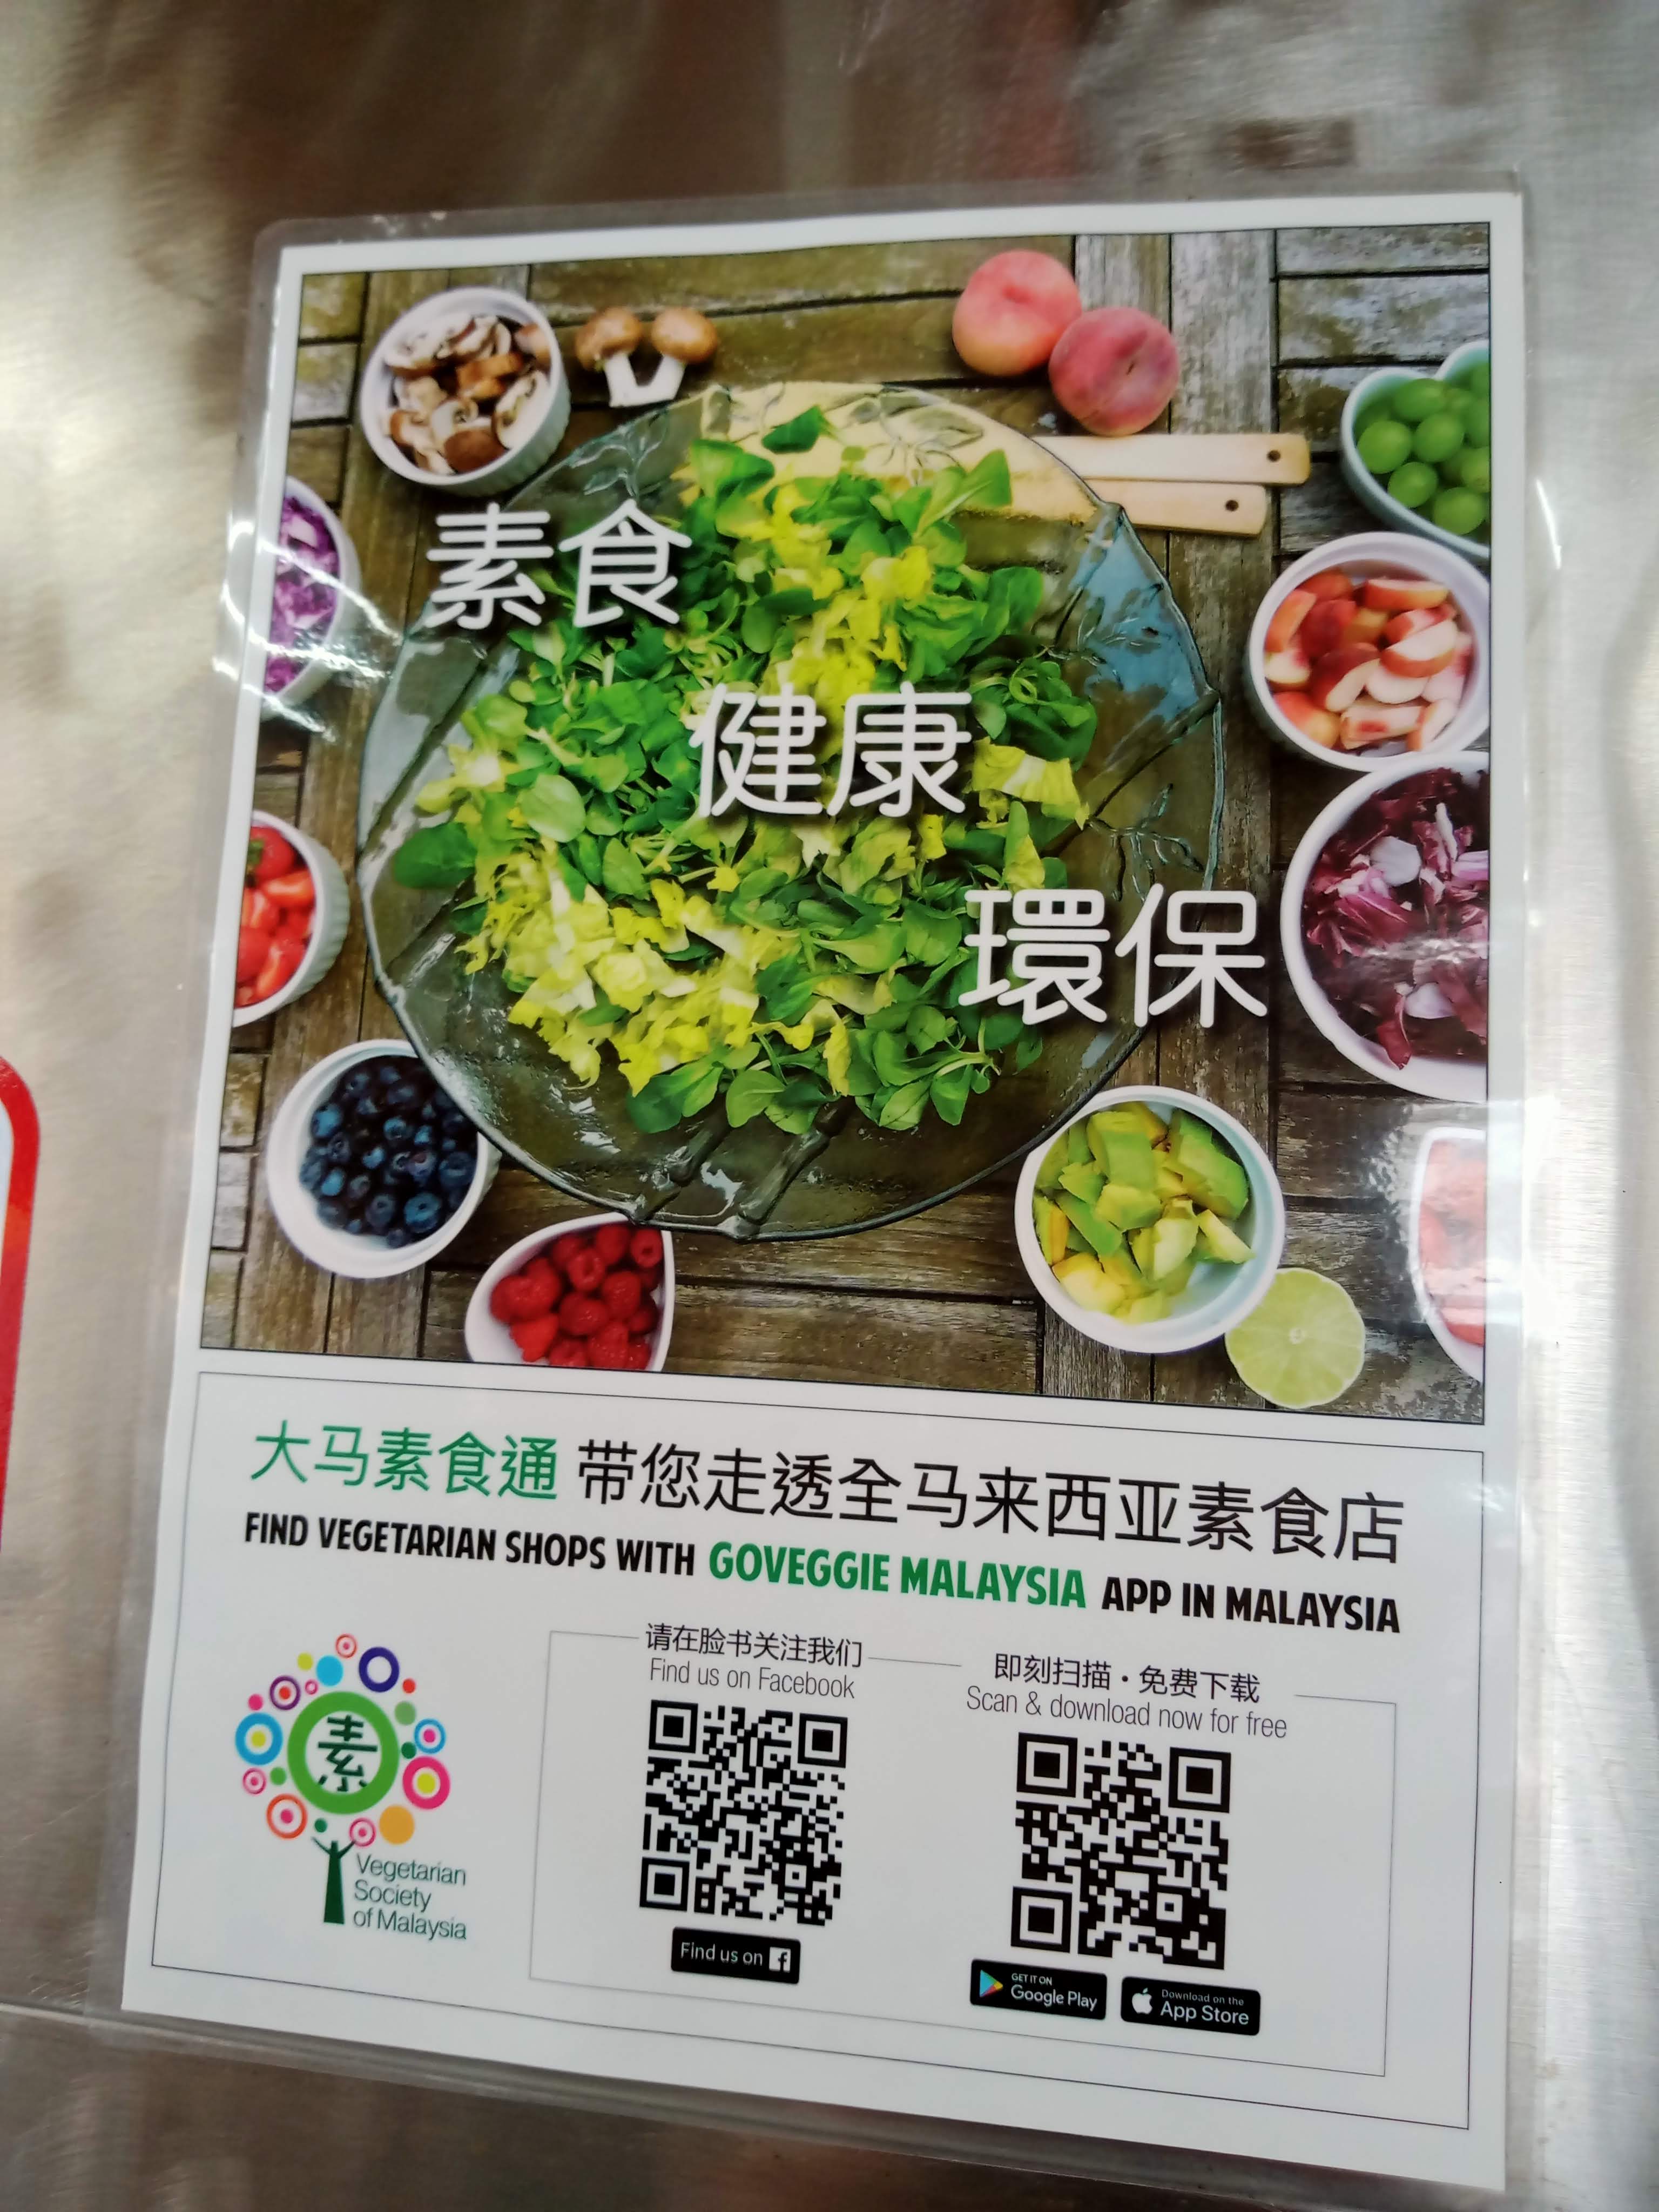 素食
健康
環保
大马素食通 带您走透全马来西亚素食店
FIND VEGETARIAN SHOPS WITH GOVEGGIE MALAYSIA APP IN MALAYSIA
请在脸书关注我们
Find us on Facebook
即刻扫描·免费下载
Scan & download now for free
素
Vegetarian
Society
of Malaysia
Find us on f
GET IT ON
Google Play
Download on the
App Store